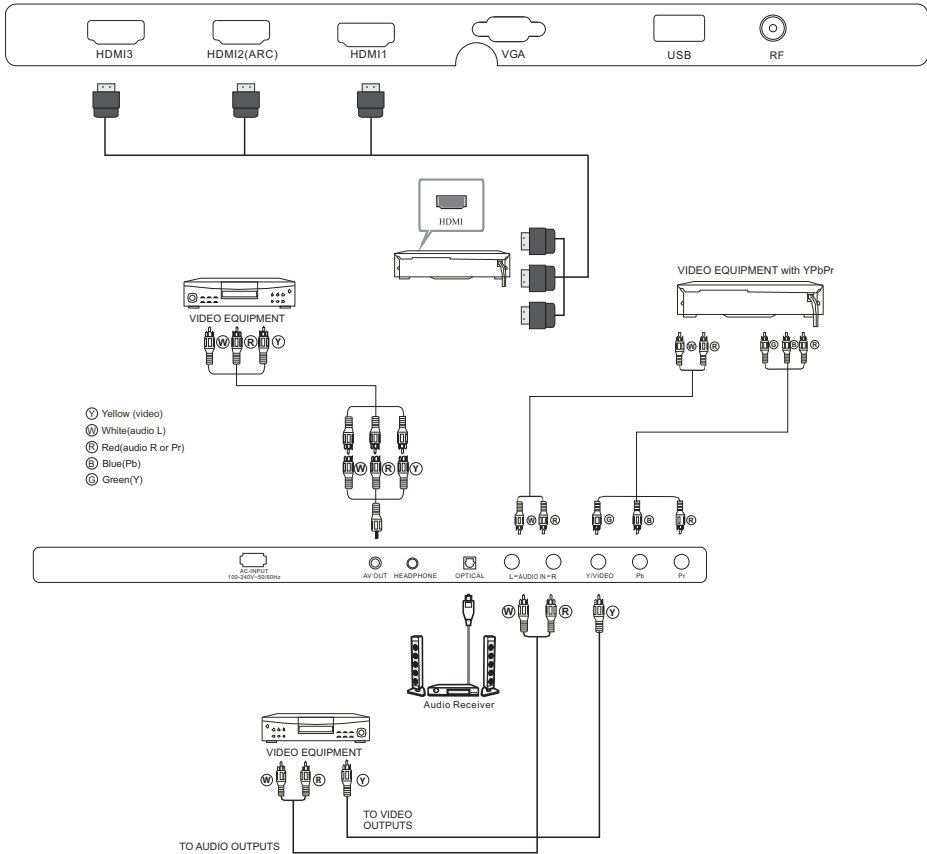 HDMI3 HDMI2(ARC) HDMI1 VGA USB RF
HDMI
VIDEO EQUIPMENT with YPbPr
VIDEO EQUIPMENT
W R Y
W R
G B R
Y Yellow (video)
W White(audio L)
R Red(audio R or Pr)
B Blue(Pb)
G Green(Y)
W R Y
W R
G B R
AC-INPUT
100-240V~50/60Hz
AV OUT HEADPHONE OPTICAL L=AUDIO IN=R Y/VIDEO Pb Pr
W R Y
Audio Receiver
VIDEO EQUIPMENT
W R Y
TO VIDEO
OUTPUTS
TO AUDIO OUTPUTS